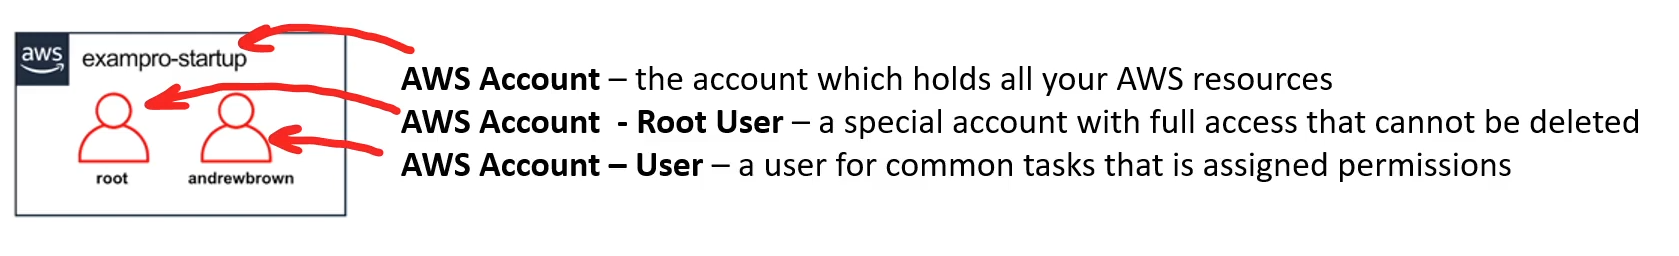 aws
exampro-startup
root
andrewbrown
AWS Account – the account which holds all your AWS resources
AWS Account  - Root User – a special account with full access that cannot be deleted
AWS Account – User – a user for common tasks that is assigned permissions